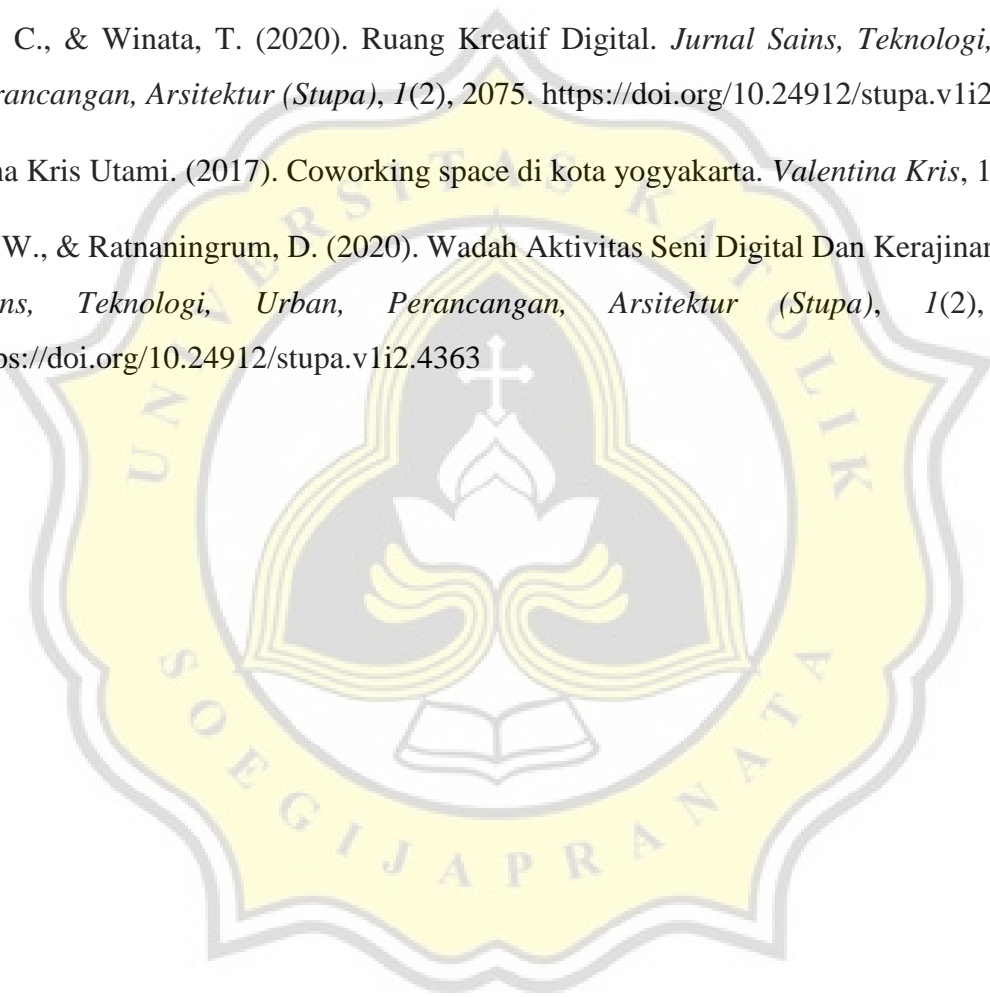 C., & Winata, T. (2020). Ruang Kreatif Digital. Jurnal Sains, Teknologi,
rancangan, Arsitektur (Stupa), 1(2), 2075. https://doi.org/10.24912/stupa.v1i2
na Kris Utami. (2017). Coworking space di kota yogyakarta. Valentina Kris, 1
W., & Ratnaningrum, D. (2020). Wadah Aktivitas Seni Digital Dan Kerajinan
ns, Teknologi, Urban, Perancangan, Arsitektur (Stupa), 1(2),
ps://doi.org/10.24912/stupa.v1i2.4363
UNIVERSITAS KATOLIK
SOEGIJAPRANATA